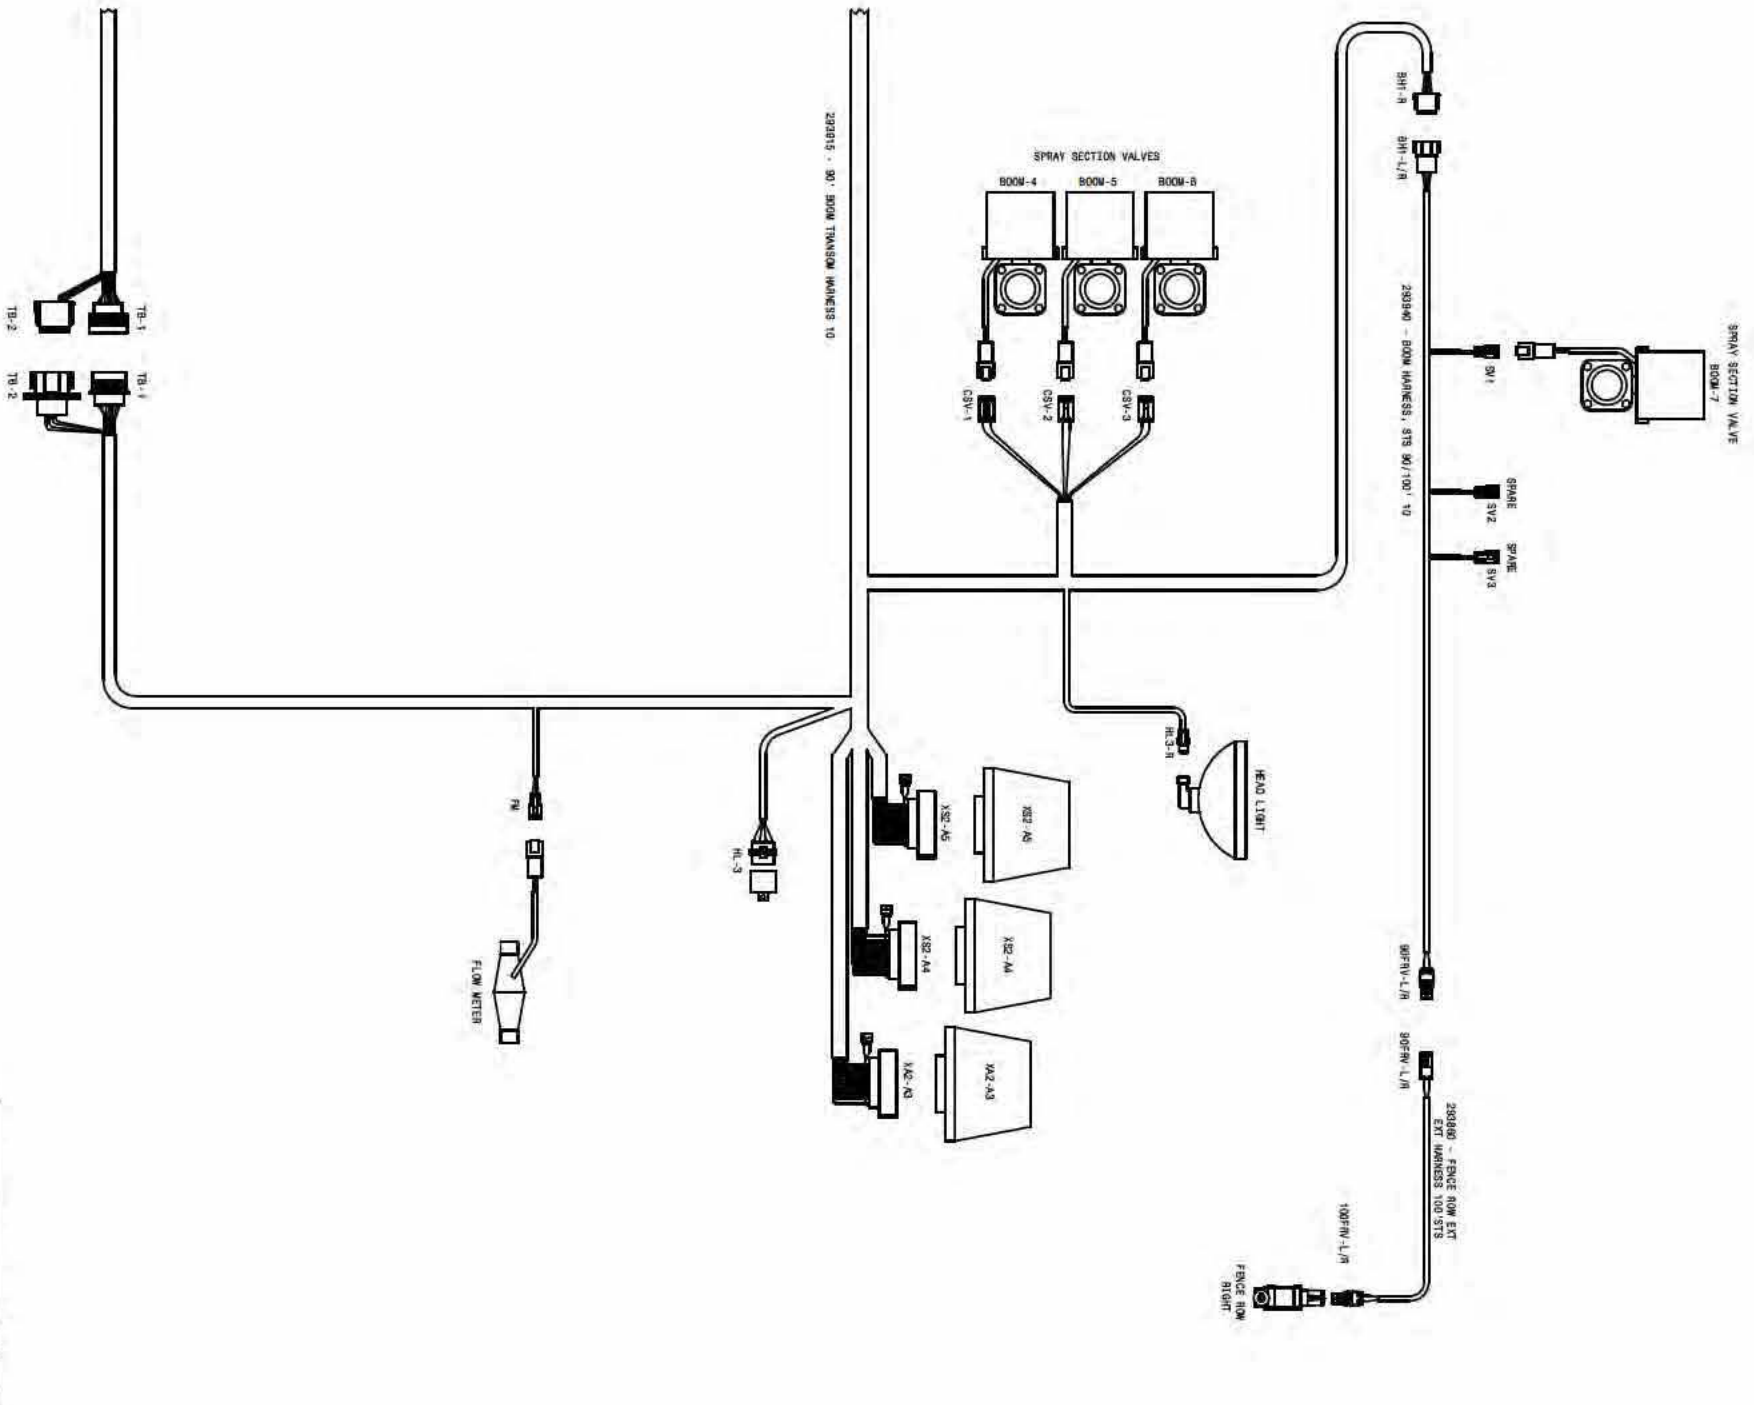 SPRAY SECTION VALVES
BOOM-4
BOOM-5
BOOM-6
CSV-1
CSV-2
CSV-3
BH1-R
BH1-L/R
293940 - BOOM HARNESS, STS 90/100' 10
SPRAY SECTION VALVE
BOOM-7
SV1
SPARE
SV2
SPARE
SV3
293915 - 90' BOOM TRANSOM HARNESS 10
TB-1
TB-2
TB-1
TB-2
HL3-R
HEAD LIGHT
XS2-A5
XS2-A5
XS2-A4
XS2-A4
XA2-A3
XA2-A3
HL-3
FM
FLOW METER
90FRV-L/R
90FRV-L/R
293860 - FENCE ROW EXT
EXT HARNESS 100'STS
100FRV-L/R
FENCE ROW
RIGHT